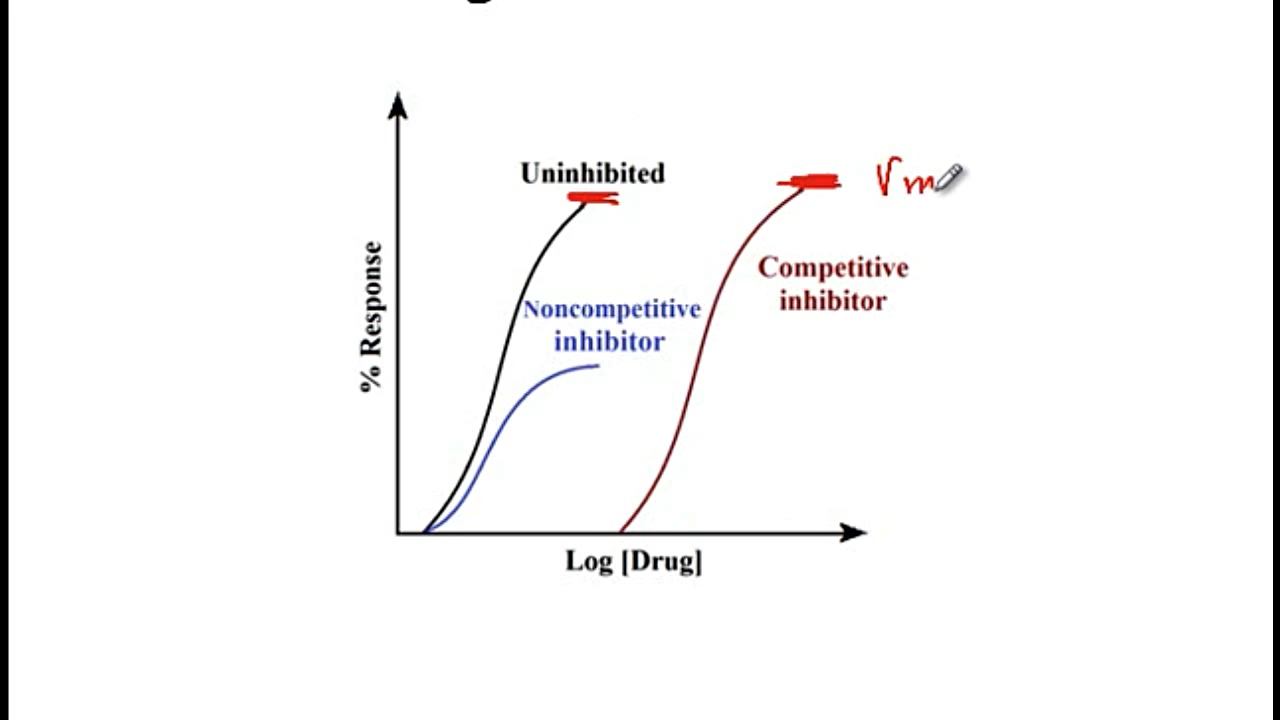 Uninhibited
Vm
Competitive
inhibitor
Noncompetitive
inhibitor
% Response
Log [Drug]